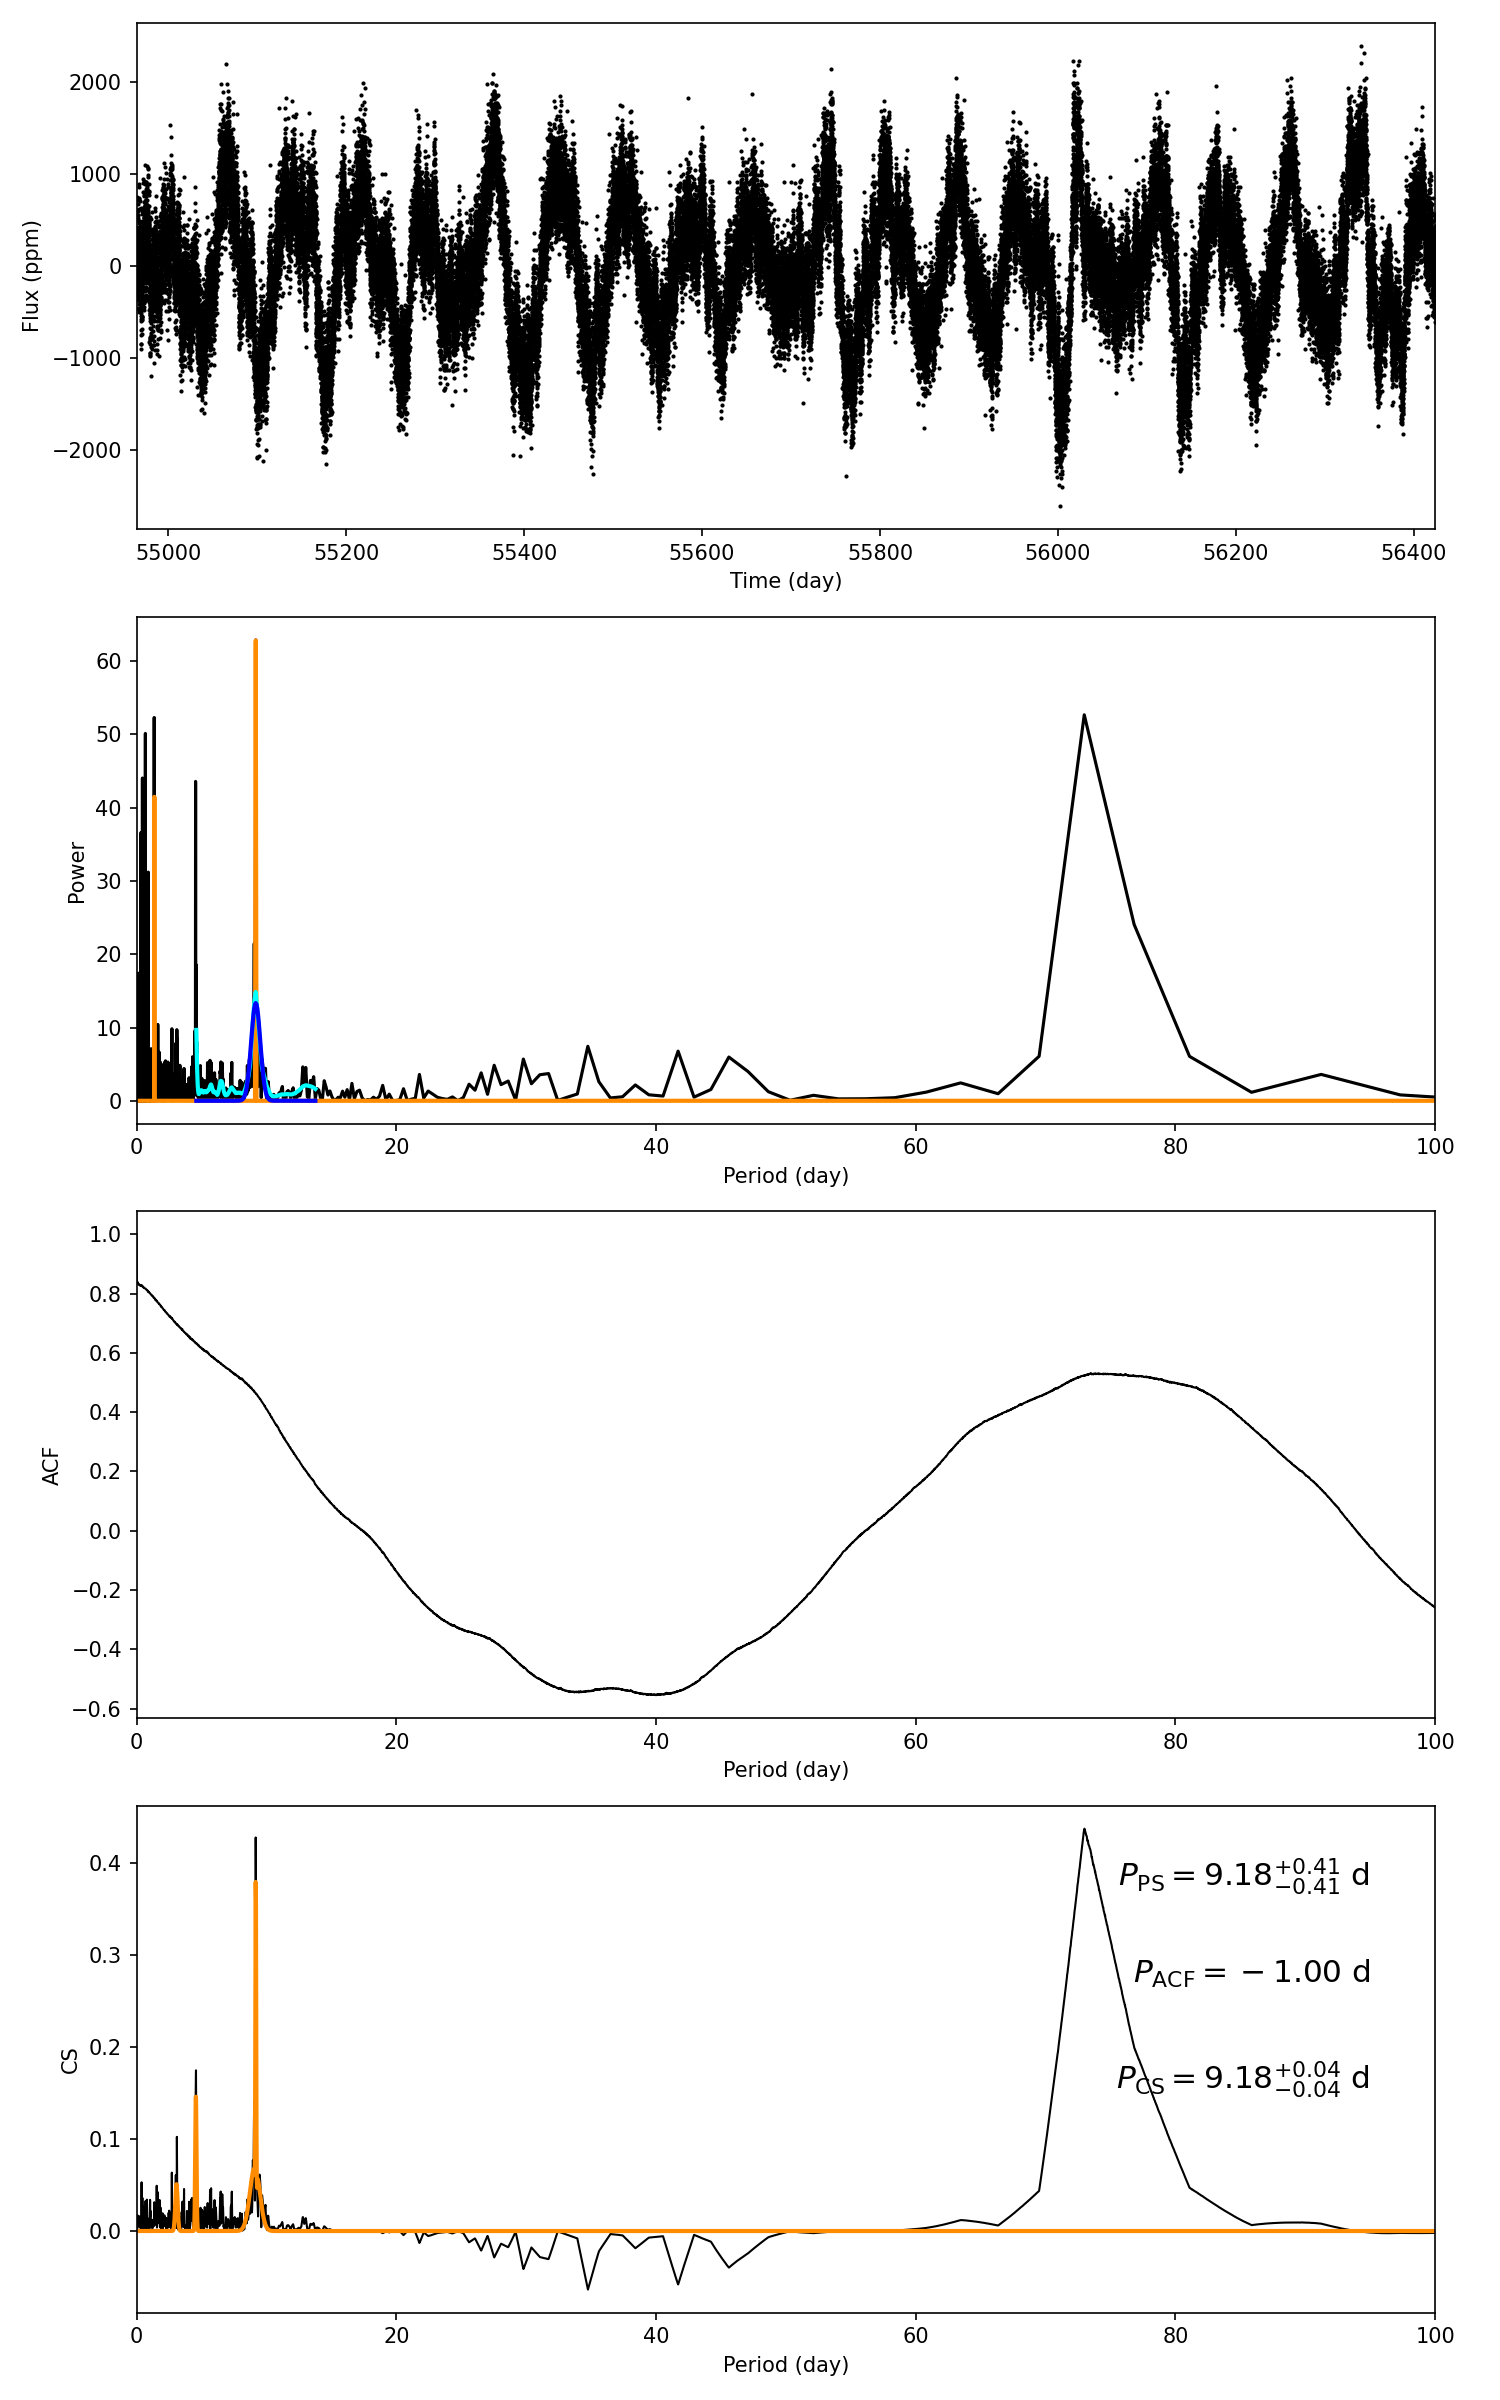 2000
1000
0
−1000
−2000
Flux (ppm)
55000 55200 55400 55600 55800 56000 56200 56400
Time (day)
60
50
40
30
20
10
0
Power
0 20 40 60 80 100
Period (day)
1.0
0.8
0.6
0.4
0.2
0.0
−0.2
−0.4
−0.6
ACF
0 20 40 60 80 100
Period (day)
0.4
0.3
0.2
0.1
0.0
CS
P_PS = 9.18 +0.41 −0.41 d
P_ACF = −1.00 d
P_CS = 9.18 +0.04 −0.04 d
0 20 40 60 80 100
Period (day)